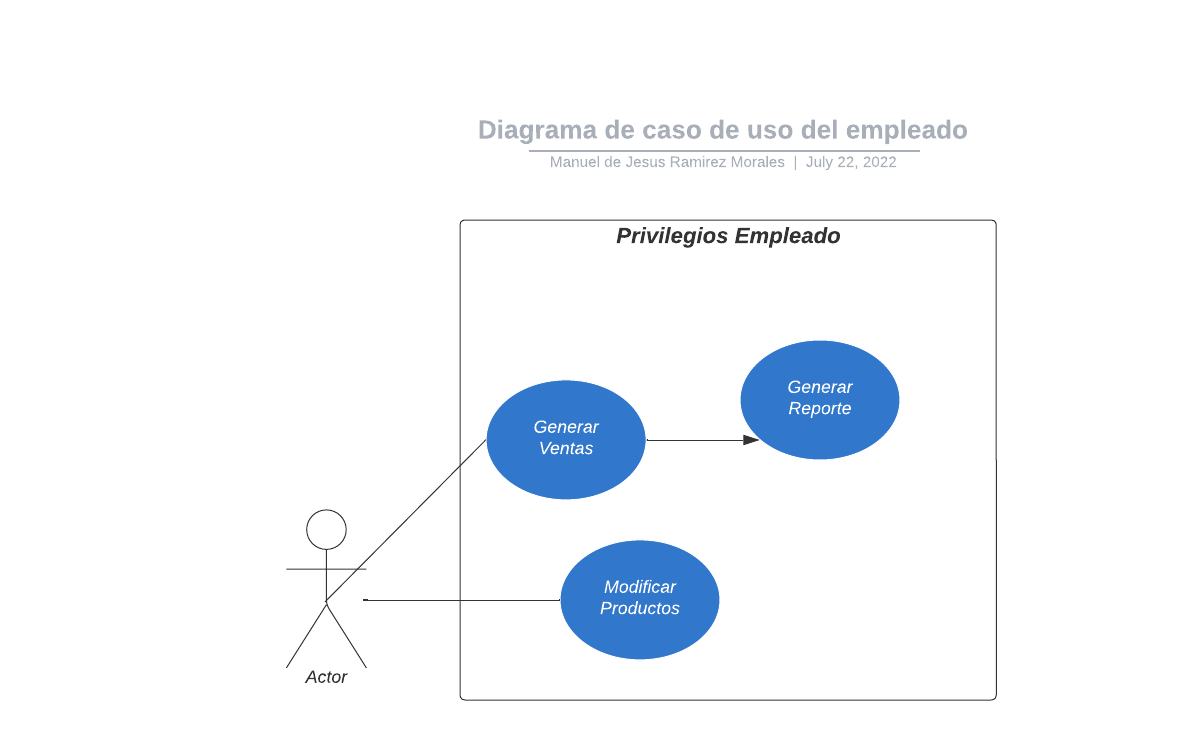 Diagrama de caso de uso del empleado
Manuel de Jesus Ramirez Morales | July 22, 2022
Privilegios Empleado
Generar
Reporte
Generar
Ventas
Modificar
Productos
Actor